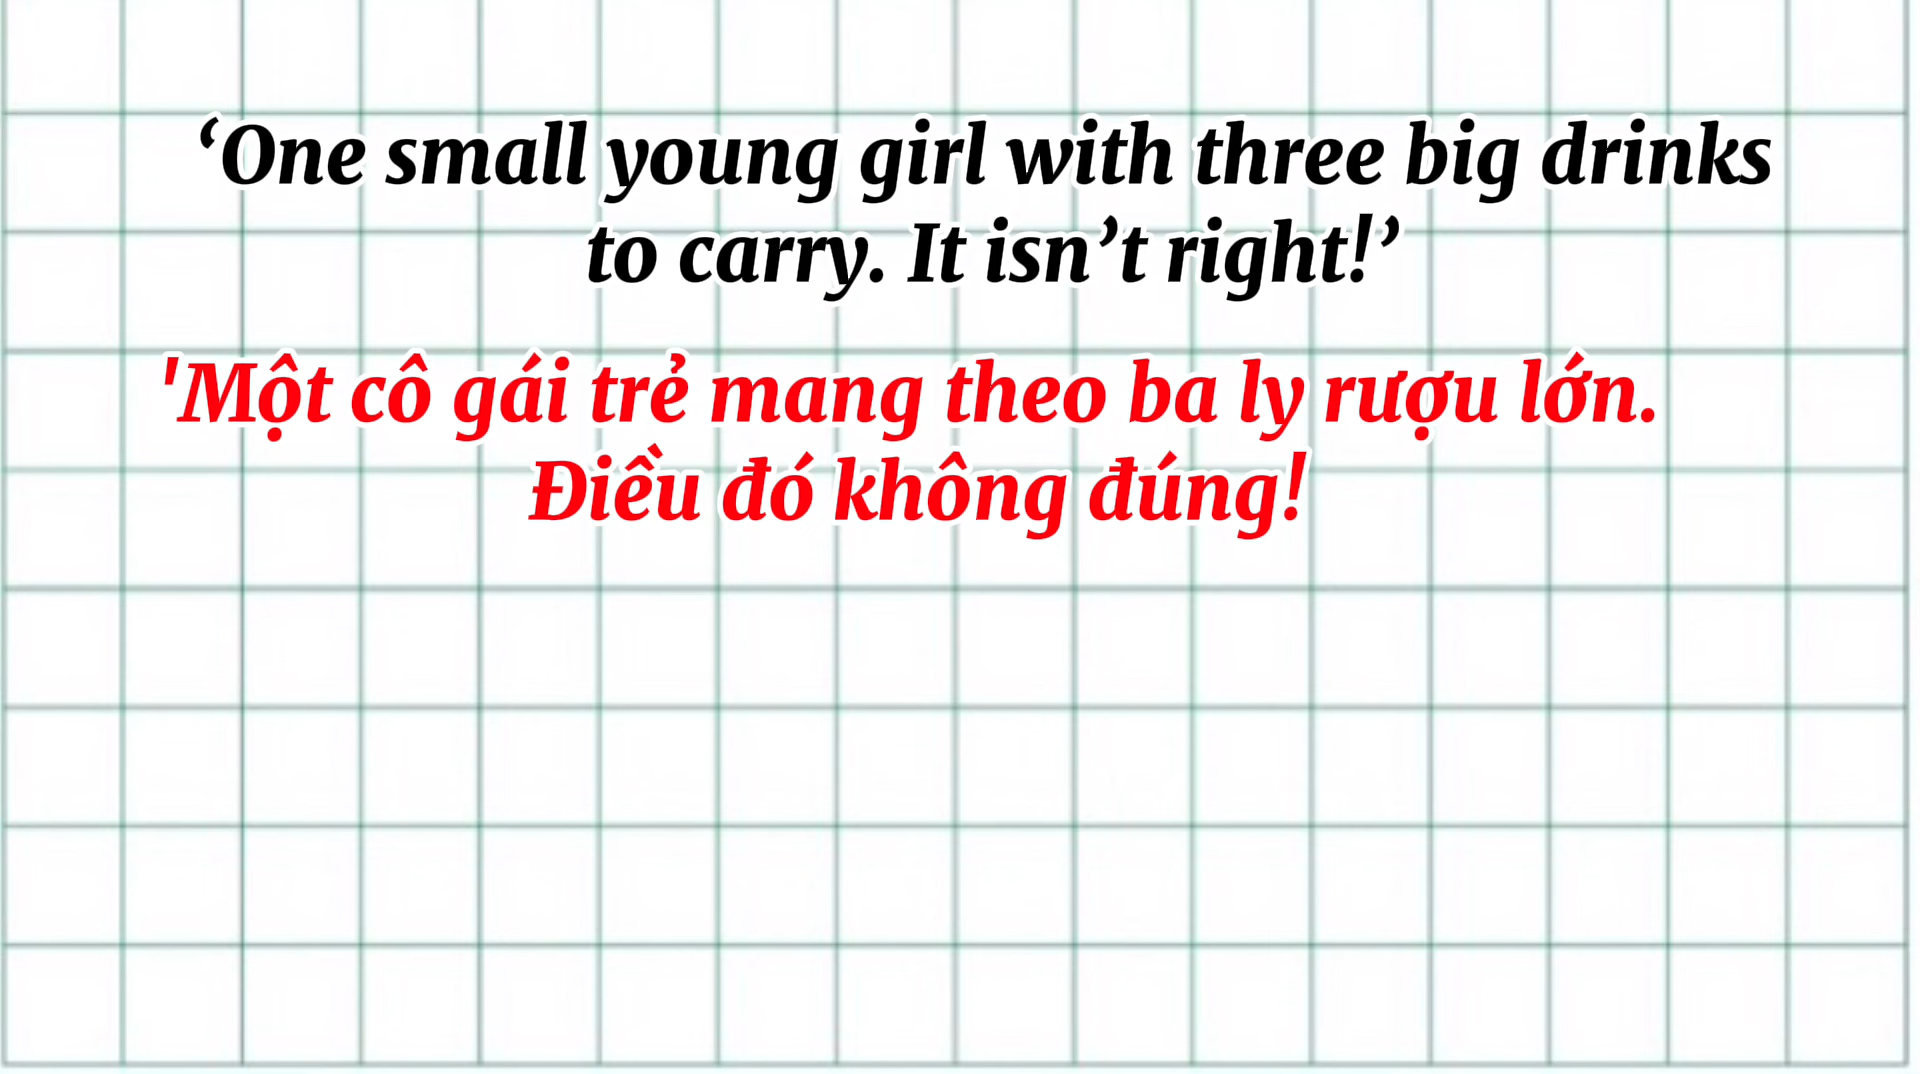 ‘One small young girl with three big drinks
to carry. It isn’t right!’
'Một cô gái trẻ mang theo ba ly rượu lớn.
Điều đó không đúng!